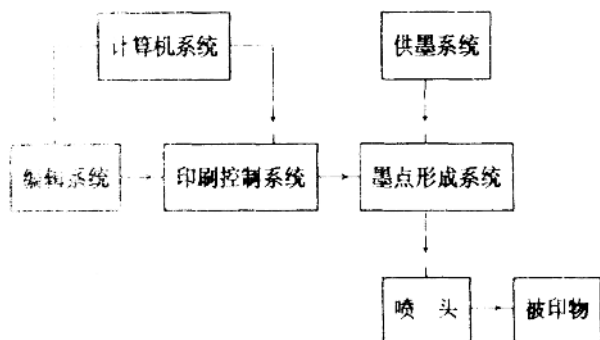 计算机系统
供墨系统
编辑系统
印刷控制系统
墨点形成系统
喷头
被印物